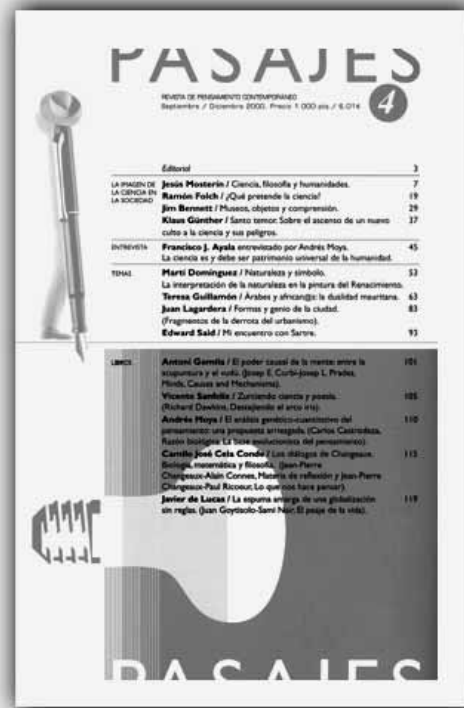 PASAJES
REVISTA DE PENSAMIENTO CONTEMPORÁNEO
Septiembre / Diciembre 2000. Precio 1 000 pts / 6,01€
4
Editorial 3
LA IMAGEN DE LA CIENCIA EN LA SOCIEDAD
Jesús Mosterín / Ciencia, filosofía y humanidades. 7
Ramón Folch / ¿Qué pretende la ciencia? 19
Jim Bennett / Museos, objetos y comprensión. 29
Klaus Günther / Santo temor. Sobre el ascenso de un nuevo 37
culto a la ciencia y sus peligros.
ENTREVISTA
Francisco J. Ayala entrevistado por Andrés Moya. 45
La ciencia es y debe ser patrimonio universal de la humanidad.
TEMAS
Martí Domínguez / Naturaleza y símbolo. 53
La interpretación de la naturaleza en la pintura del Renacimiento.
Teresa Guillamón / Árabes y african@s: la dualidad mauritana. 63
Juan Lagardera / Formas y genio de la ciudad. 83
(Fragmentos de la derrota del urbanismo).
Edward Said / Mi encuentro con Sartre. 93
LIBROS
Antoni Gomila / El poder causal de la mente: entre la 101
acupuntura y el vudú. (Josep E. Corbí-Josep L. Prades,
Minds, Causes and Mechanisms).
Vicente Sanfélix / Zurciendo ciencia y poesía. 105
(Richard Dawkins, Destejiendo el arco iris).
Andrés Moya / El análisis genético-cuantitativo del 110
pensamiento: una propuesta arriesgada. (Carlos Castrodeza,
Razón biológica. La base evolucionista del pensamiento).
Camilo José Cela Conde / Los diálogos de Changeaux. 115
Biología, matemática y filosofía. (Jean-Pierre
Changeaux-Alain Connes, Materia de reflexión y Jean-Pierre
Changeaux-Paul Ricoeur, Lo que nos hace pensar).
Javier de Lucas / La espuma amarga de una globalización 119
sin reglas. (Juan Goytisolo-Sami Naïr, El peaje de la vida).
PASAJES